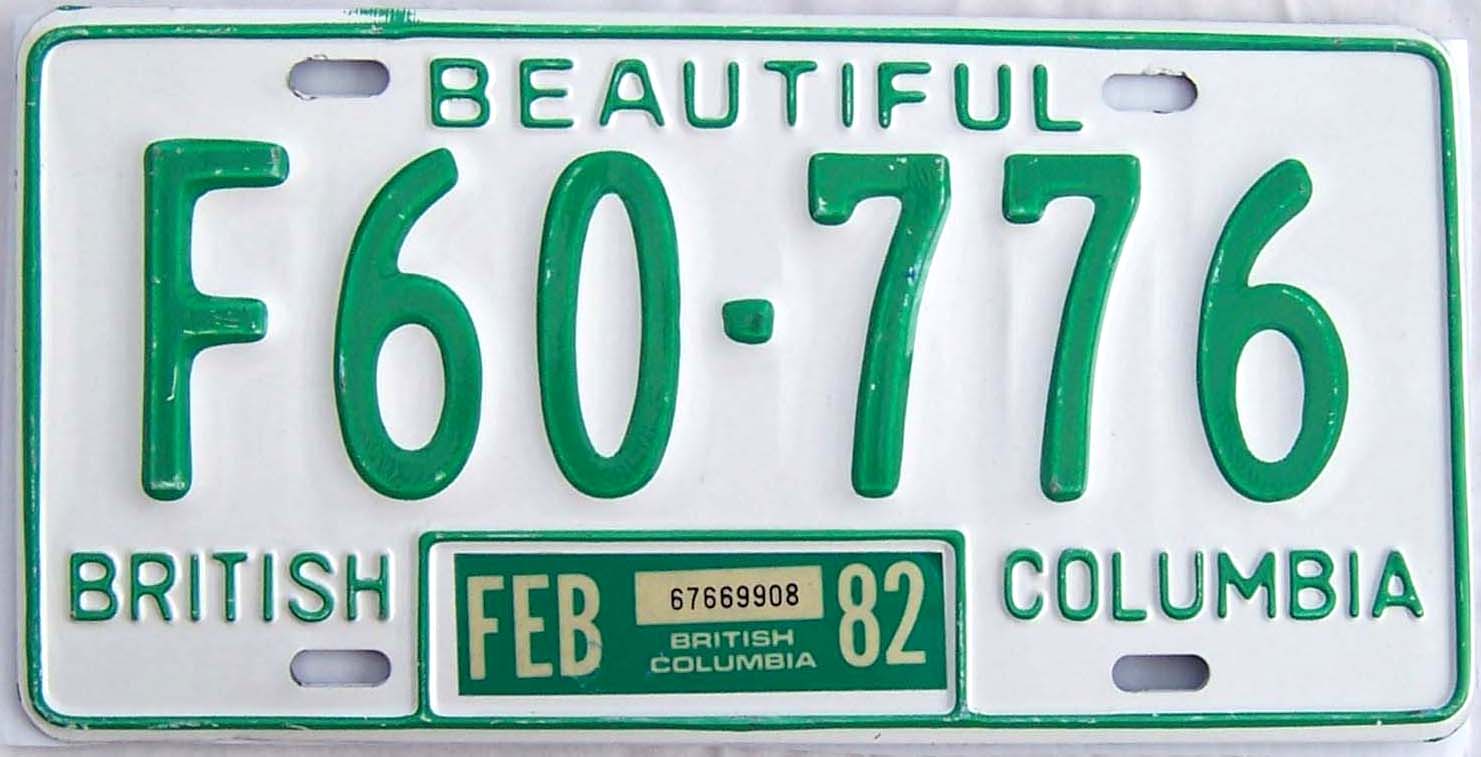 BEAUTIFUL
F60-776
BRITISH COLUMBIA
FEB 67669908 82
BRITISH
COLUMBIA